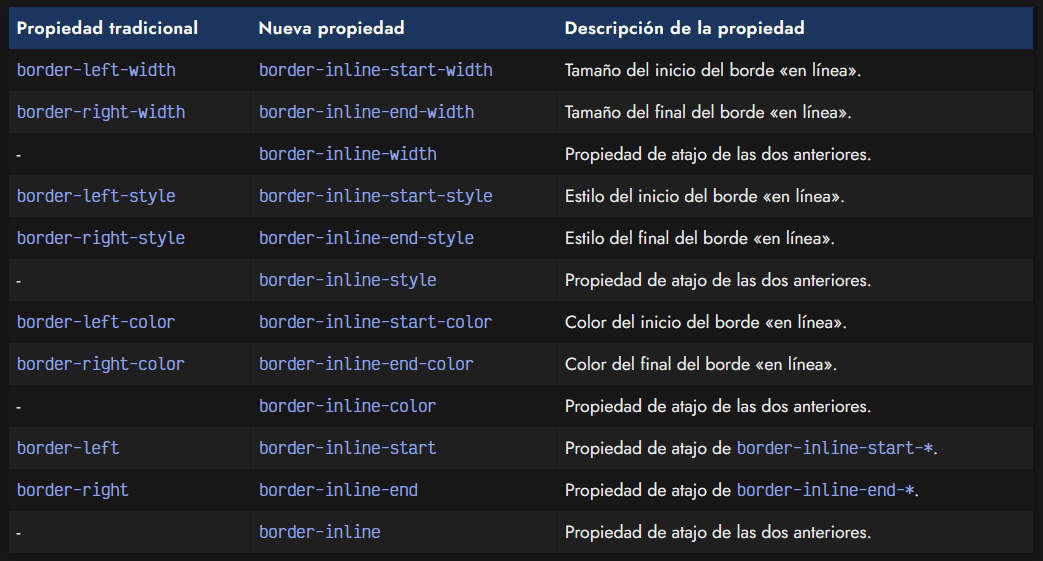 Propiedad tradicional Nueva propiedad Descripción de la propiedad
border-left-width border-inline-start-width Tamaño del inicio del borde «en línea».
border-right-width border-inline-end-width Tamaño del final del borde «en línea».
- border-inline-width Propiedad de atajo de las dos anteriores.
border-left-style border-inline-start-style Estilo del inicio del borde «en línea».
border-right-style border-inline-end-style Estilo del final del borde «en línea».
- border-inline-style Propiedad de atajo de las dos anteriores.
border-left-color border-inline-start-color Color del inicio del borde «en línea».
border-right-color border-inline-end-color Color del final del borde «en línea».
- border-inline-color Propiedad de atajo de las dos anteriores.
border-left border-inline-start Propiedad de atajo de border-inline-start-*.
border-right border-inline-end Propiedad de atajo de border-inline-end-*.
- border-inline Propiedad de atajo de las dos anteriores.